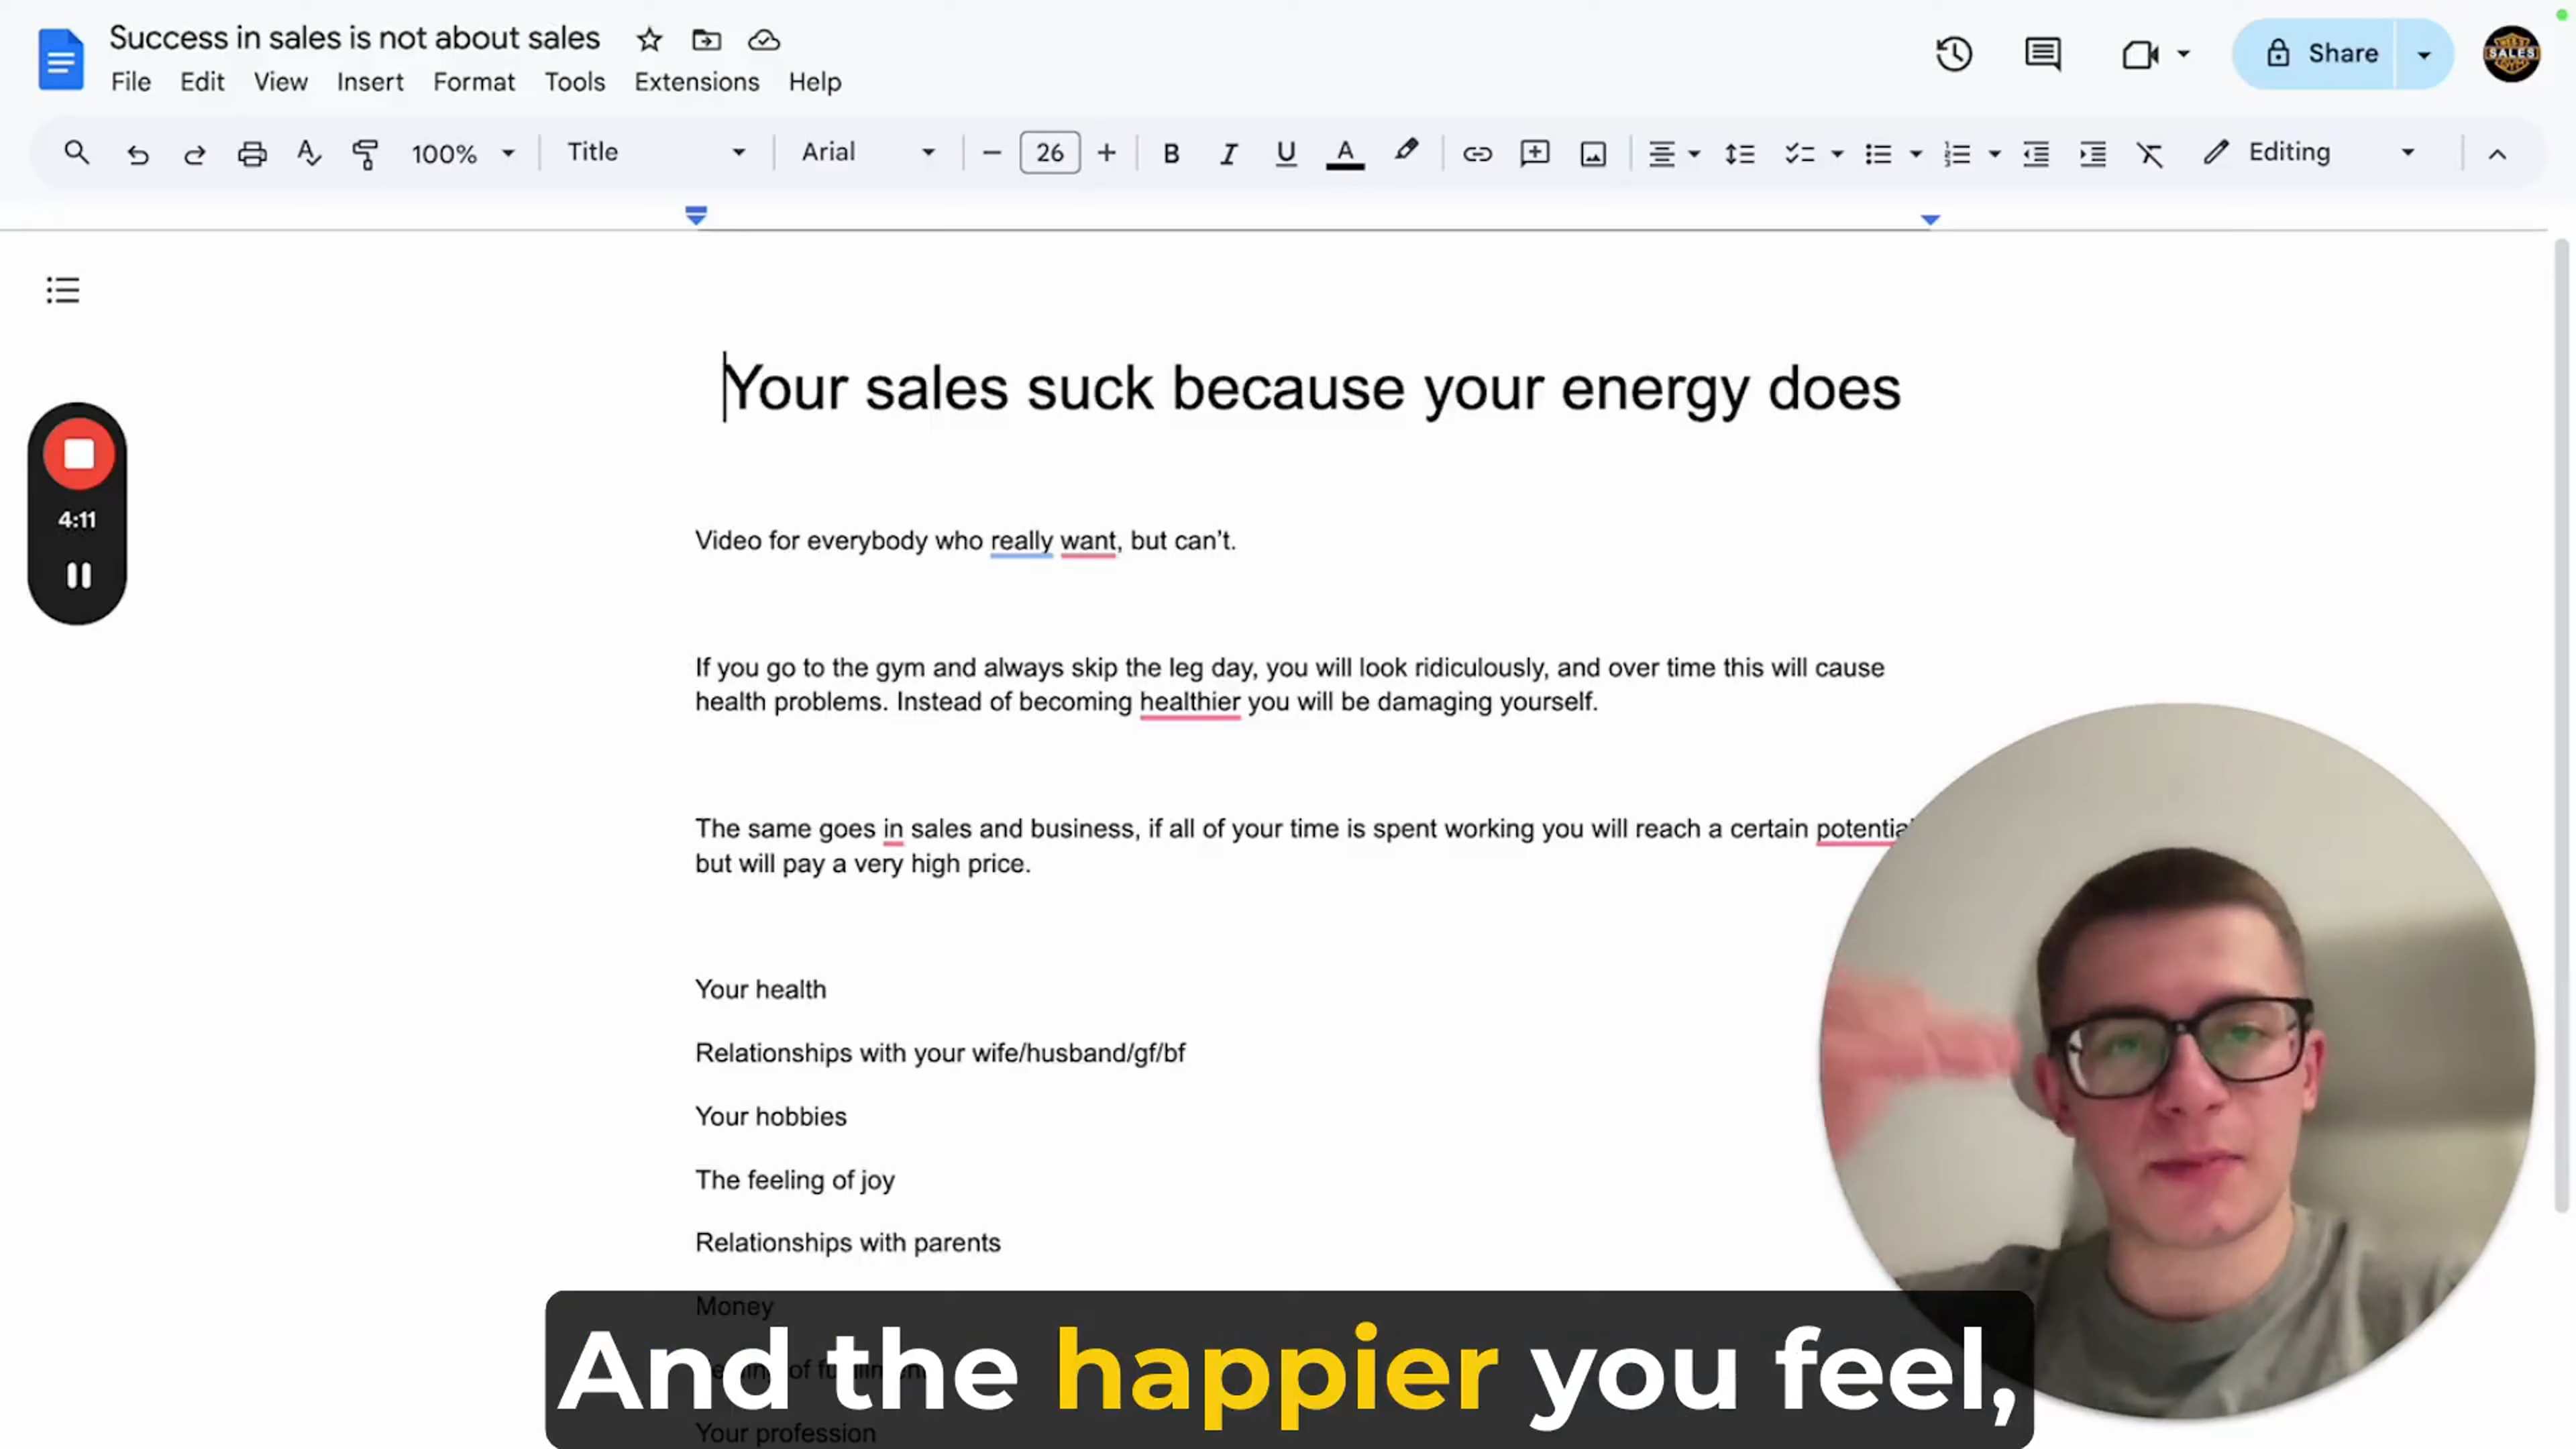 Success in sales is not about sales
File Edit View Insert Format Tools Extensions Help
Share
SALES
100% Title Arial 26 B I U A Editing
Your sales suck because your energy does
4:11
Video for everybody who really want, but can't.
If you go to the gym and always skip the leg day, you will look ridiculously, and over time this will cause
health problems. Instead of becoming healthier you will be damaging yourself.
The same goes in sales and business, if all of your time is spent working you will reach a certain potential
but will pay a very high price.
Your health
Relationships with your wife/husband/gf/bf
Your hobbies
The feeling of joy
Relationships with parents
Money
And the happier you feel,
Your profession